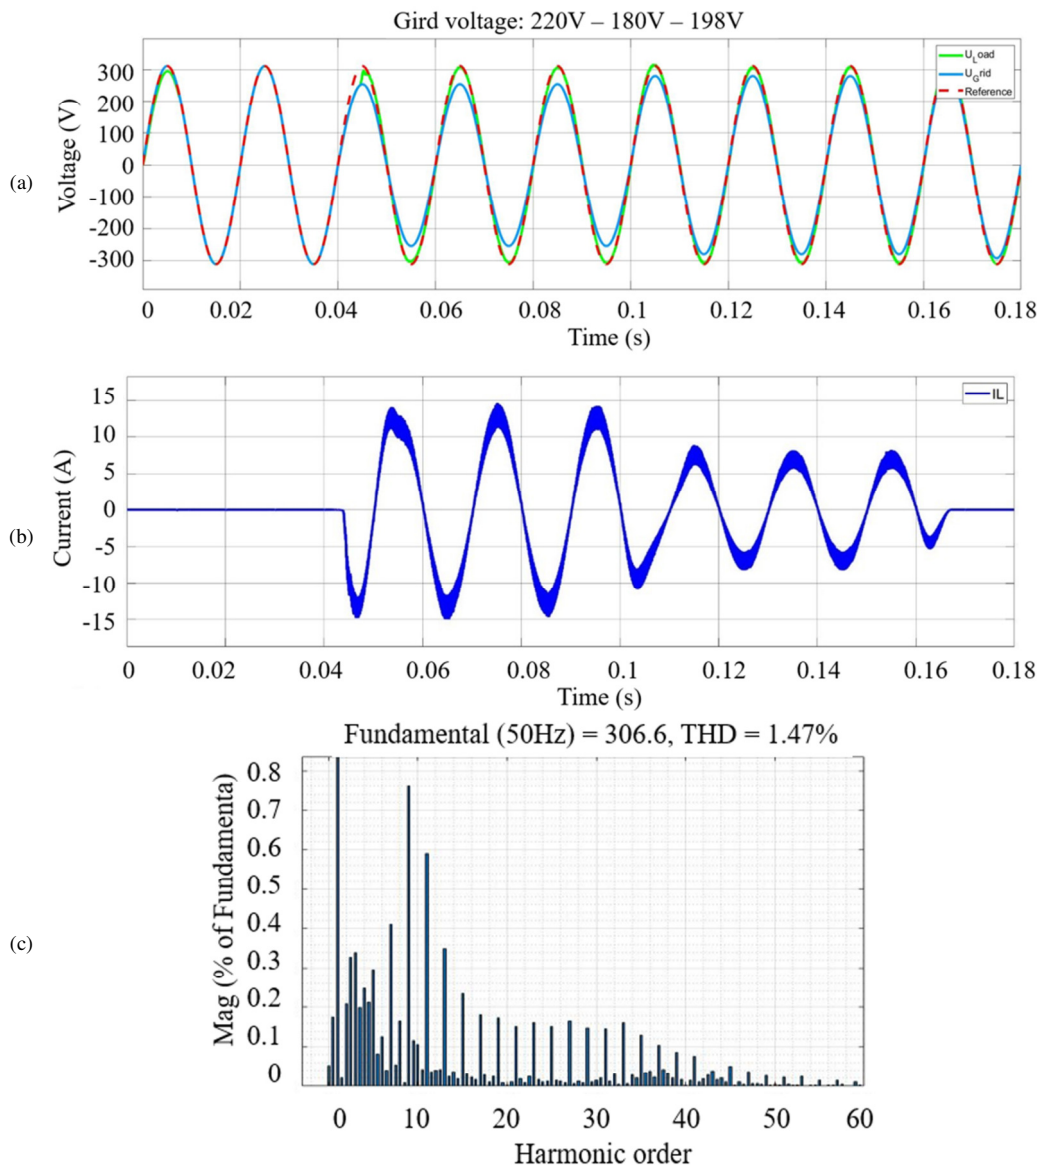 Gird voltage: 220V – 180V – 198V
300
200
100
0
-100
-200
-300
Voltage (V)
(a)
U_Load
U_Grid
Reference
0 0.02 0.04 0.06 0.08 0.1 0.12 0.14 0.16 0.18
Time (s)
15
10
5
0
-5
-10
-15
Current (A)
(b)
IL
0 0.02 0.04 0.06 0.08 0.1 0.12 0.14 0.16 0.18
Time (s)
Fundamental (50Hz) = 306.6, THD = 1.47%
0.8
0.7
0.6
0.5
0.4
0.3
0.2
0.1
0
Mag (% of Fundamenta)
(c)
0 10 20 30 40 50 60
Harmonic order